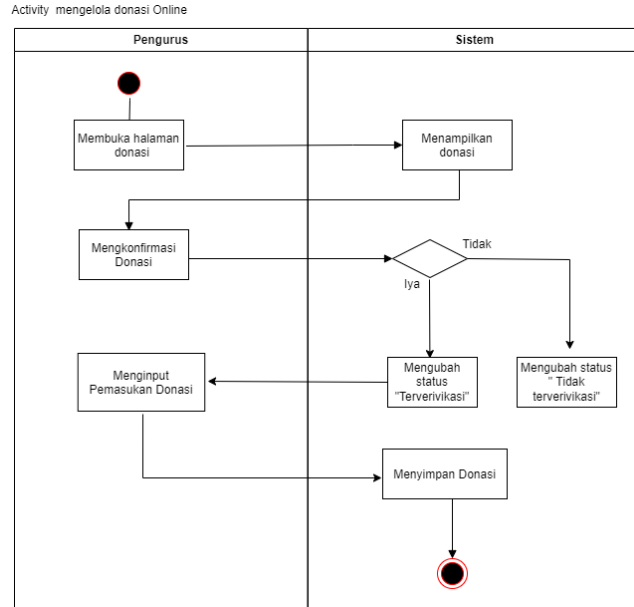 Activity mengelola donasi Online
Pengurus
Sistem
Membuka halaman
donasi
Menampilkan
donasi
Mengkonfirmasi
Donasi
Tidak
Iya
Menginput
Pemasukan Donasi
Mengubah
status
"Terverivikasi"
Mengubah status
" Tidak
terverivikasi"
Menyimpan Donasi